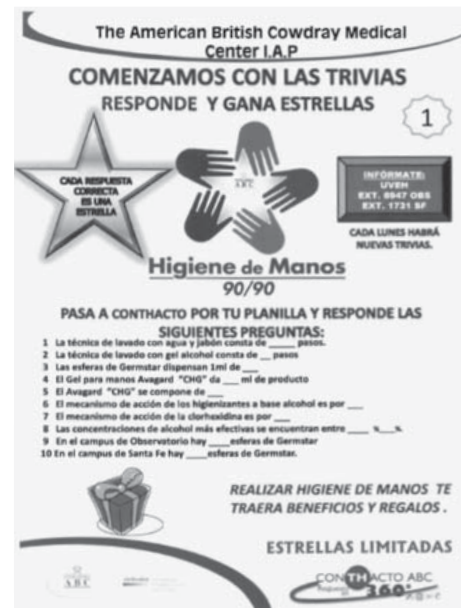 The American British Cowdray Medical
Center I.A.P
COMENZAMOS CON LAS TRIVIAS
RESPONDE Y GANA ESTRELLAS
1
CADA RESPUESTA
CORRECTA
ES UNA
ESTRELLA
ABC
INFÓRMATE:
UVEH
EXT. 8947 OBS
EXT. 1731 SF
CADA LUNES HABRÁ
NUEVAS TRIVIAS.
Higiene de Manos
90/90
PASA A CONTHACTO POR TU PLANILLA Y RESPONDE LAS
SIGUIENTES PREGUNTAS:
1 La técnica de lavado con agua y jabón consta de _____ pasos.
2 La técnica de lavado con gel alcohol consta de __ pasos
3 Las esferas de Germstar dispensan 1ml de ___
4 El Gel para manos Avagard "CHG" da ___ ml de producto
5 El Avagard "CHG" se compone de ___
6 El mecanismo de acción de los higienizantes a base alcohol es por ___
7 El mecanismo de acción de la clorhexidina es por ___
8 Las concentraciones de alcohol más efectivas se encuentran entre ____ %___%.
9 En el campus de Observatorio hay ____esferas de Germstar
10 En el campus de Santa Fe hay ____esferas de Germstar.
REALIZAR HIGIENE DE MANOS TE
TRAERA BENEFICIOS Y REGALOS .
ESTRELLAS LIMITADAS
ABC
CONTHACTO ABC
360°